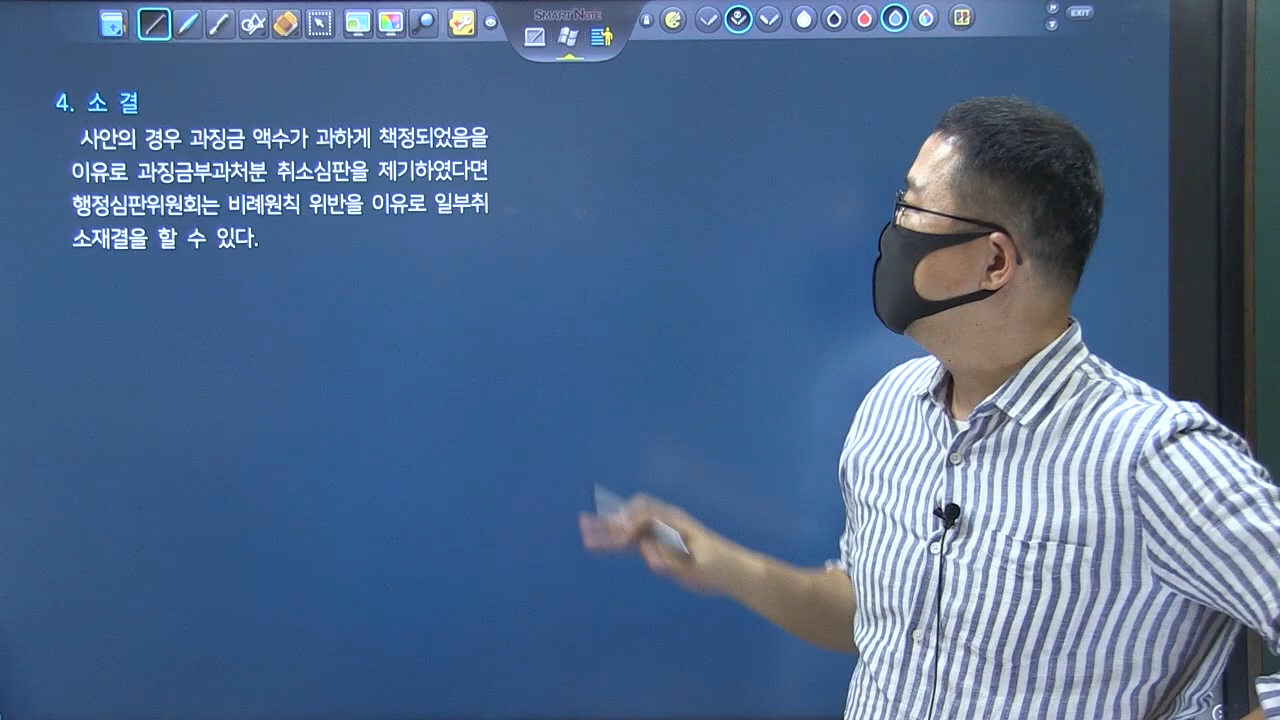 SMARTNOTE
EXIT
4. 소 결
사안의 경우 과징금 액수가 과하게 책정되었음을
이유로 과징금부과처분 취소심판을 제기하였다면
행정심판위원회는 비례원칙 위반을 이유로 일부취
소재결을 할 수 있다.